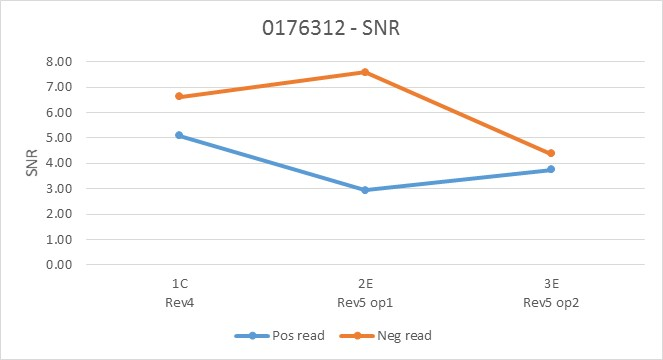 0176312 - SNR
8.00
7.00
6.00
5.00
4.00
3.00
2.00
1.00
0.00
SNR
1C 2E 3E
Rev4 Rev5 op1 Rev5 op2
Pos read Neg read